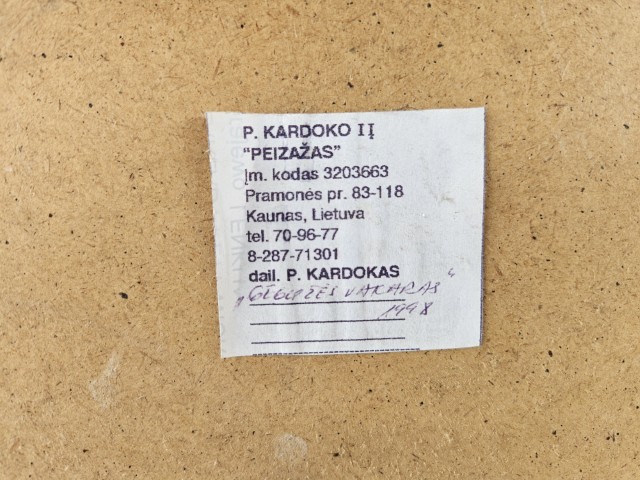 P. KARDOKO IĮ
"PEIZAŽAS"
Įm. kodas 3203663
Pramonės pr. 83-118
Kaunas, Lietuva
tel. 70-96-77
8-287-71301
dail. P. KARDOKAS
„GEGUŽĖS VAKARAS“
1998